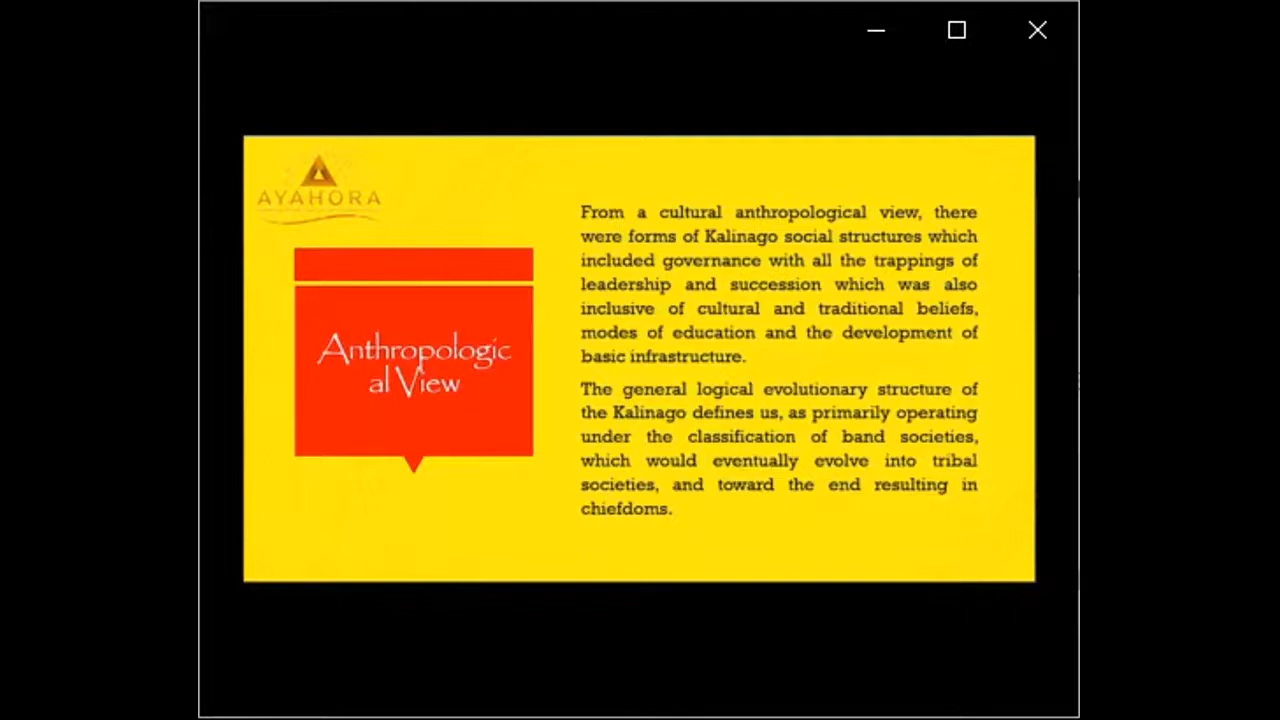 AYAHORA
Anthropologic
al View
From a cultural anthropological view, there
were forms of Kalinago social structures which
included governance with all the trappings of
leadership and succession which was also
inclusive of cultural and traditional beliefs,
modes of education and the development of
basic infrastructure.
The general logical evolutionary structure of
the Kalinago defines us, as primarily operating
under the classification of band societies,
which would eventually evolve into tribal
societies, and toward the end resulting in
chiefdoms.